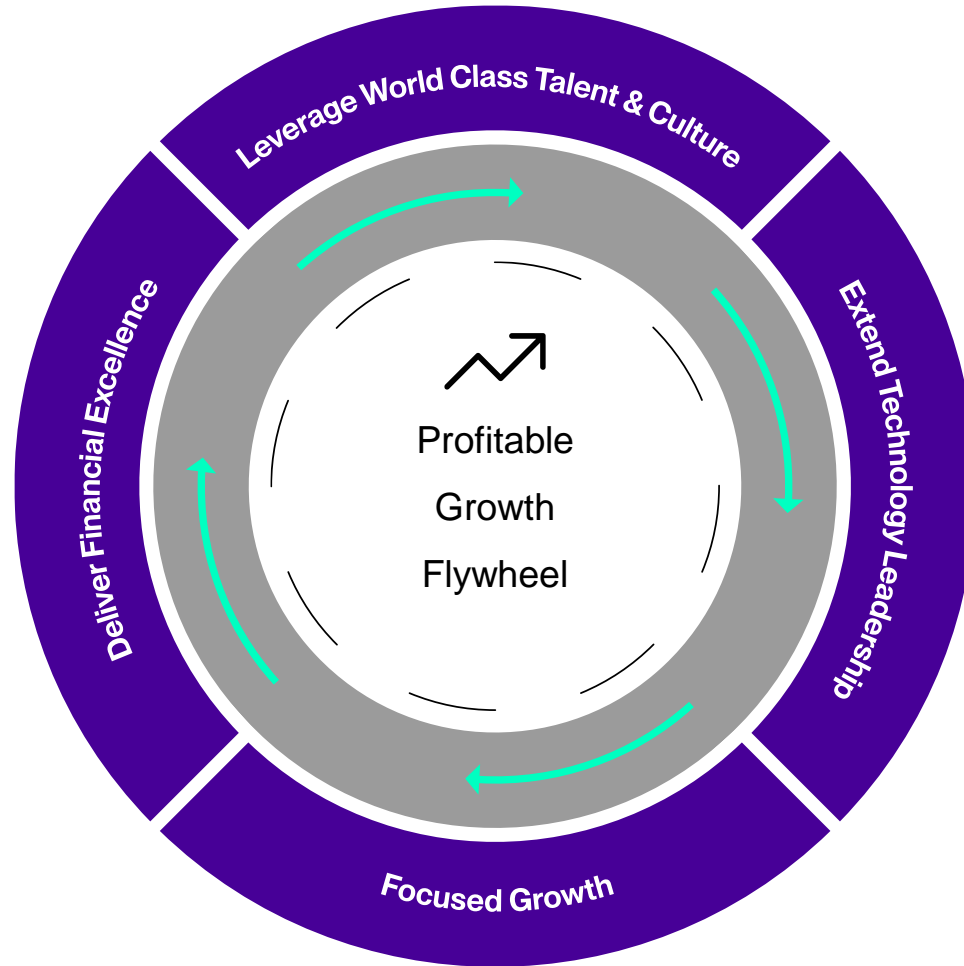 Leverage World Class Talent & Culture
Extend Technology Leadership
Focused Growth
Deliver Financial Excellence
Profitable
Growth
Flywheel